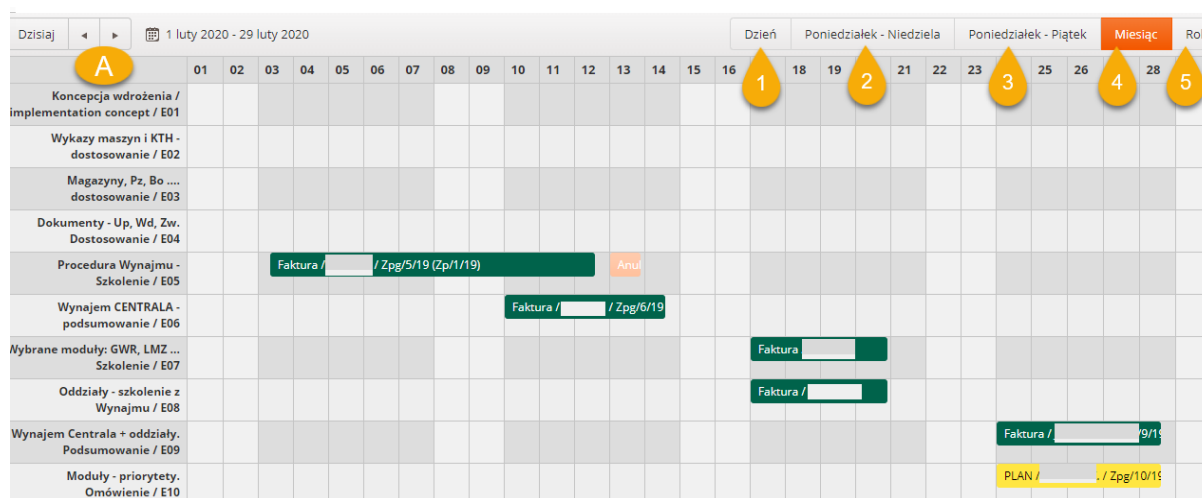 Dzisiaj
1 luty 2020 - 29 luty 2020
Dzień
Poniedziałek - Niedziela
Poniedziałek - Piątek
Miesiąc
A
1
2
3
4
5
01 02 03 04 05 06 07 08 09 10 11 12 13 14 15 16 18 19 21 22 23 25 26 28
Koncepcja wdrożenia /
implementation concept / E01
Wykazy maszyn i KTH -
dostosowanie / E02
Magazyny, Pz, Bo ....
dostosowanie / E03
Dokumenty - Up, Wd, Zw.
Dostosowanie / E04
Procedura Wynajmu -
Szkolenie / E05
Faktura / / Zpg/5/19 (Zp/1/19)
Anul
Wynajem CENTRALA -
podsumowanie / E06
Faktura / / Zpg/6/19
Wybrane moduły: GWR, LMZ ...
Szkolenie / E07
Faktura
Oddziały - szkolenie z
Wynajmu / E08
Faktura /
Wynajem Centrala + oddziały.
Podsumowanie / E09
Faktura / /9/19
Moduły - priorytety.
Omówienie / E10
PLAN / / Zpg/10/19